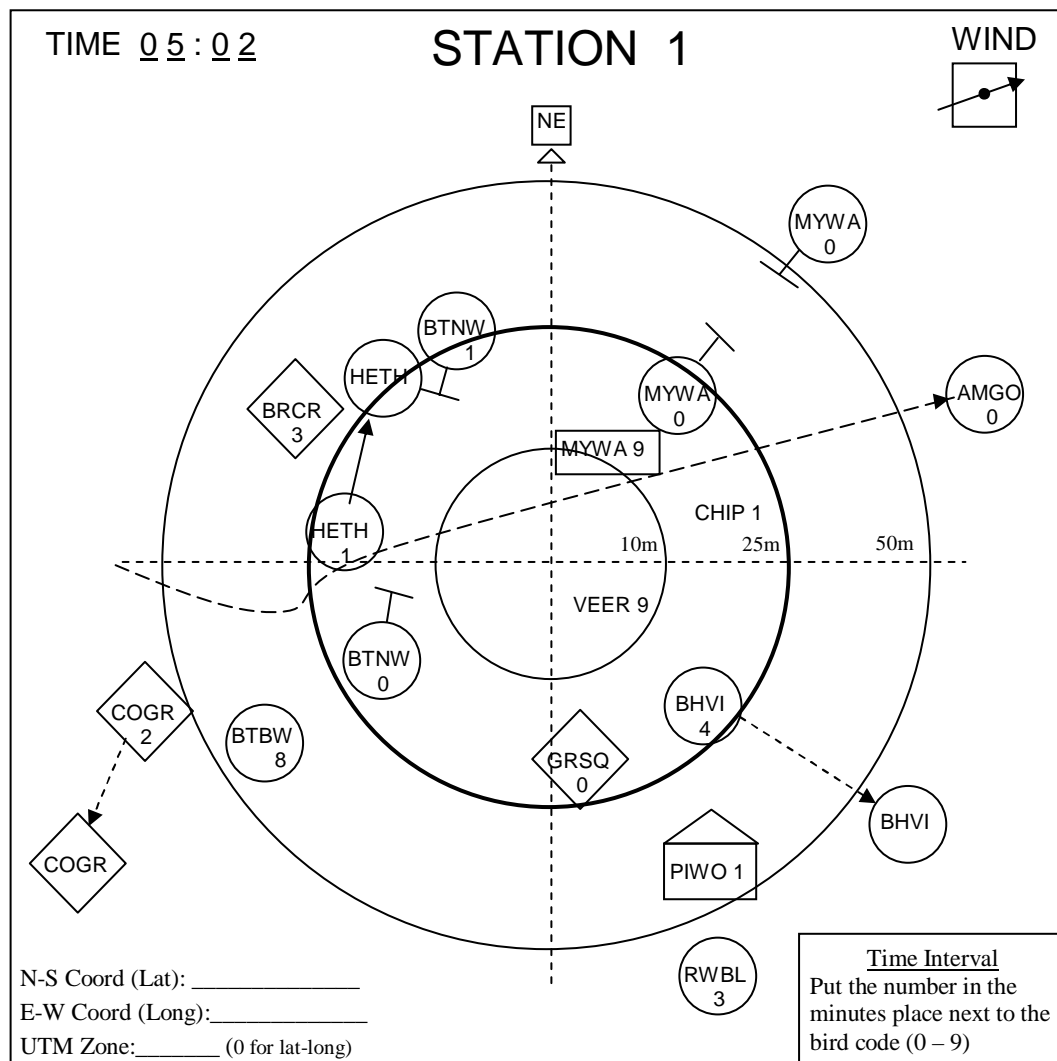 TIME 0 5 : 0 2
STATION 1
WIND
NE
MYWA
0
BTNW
1
HETH
BRCR
3
MYWA
0
AMGO
0
MYWA 9
CHIP 1
HETH
1
10m
25m
50m
VEER 9
BTNW
0
COGR
2
BTBW
8
BHVI
4
GRSQ
0
BHVI
COGR
PIWO 1
RWBL
3
N-S Coord (Lat): ______________
E-W Coord (Long):_____________
UTM Zone:_______ (0 for lat-long)
Time Interval
Put the number in the
minutes place next to the
bird code (0 – 9)